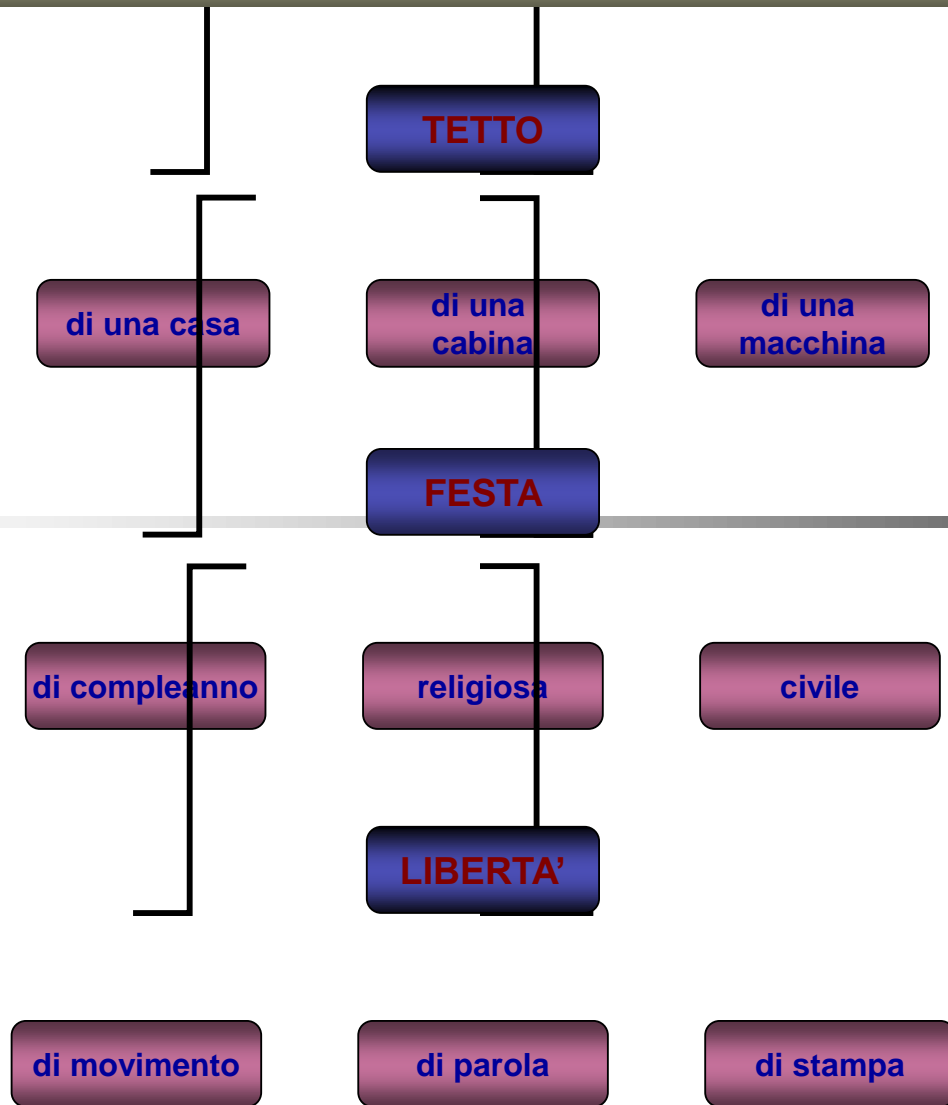 TETTO
di una casa
di una
cabina
di una
macchina
FESTA
di compleanno
religiosa
civile
LIBERTA’
di movimento
di parola
di stampa